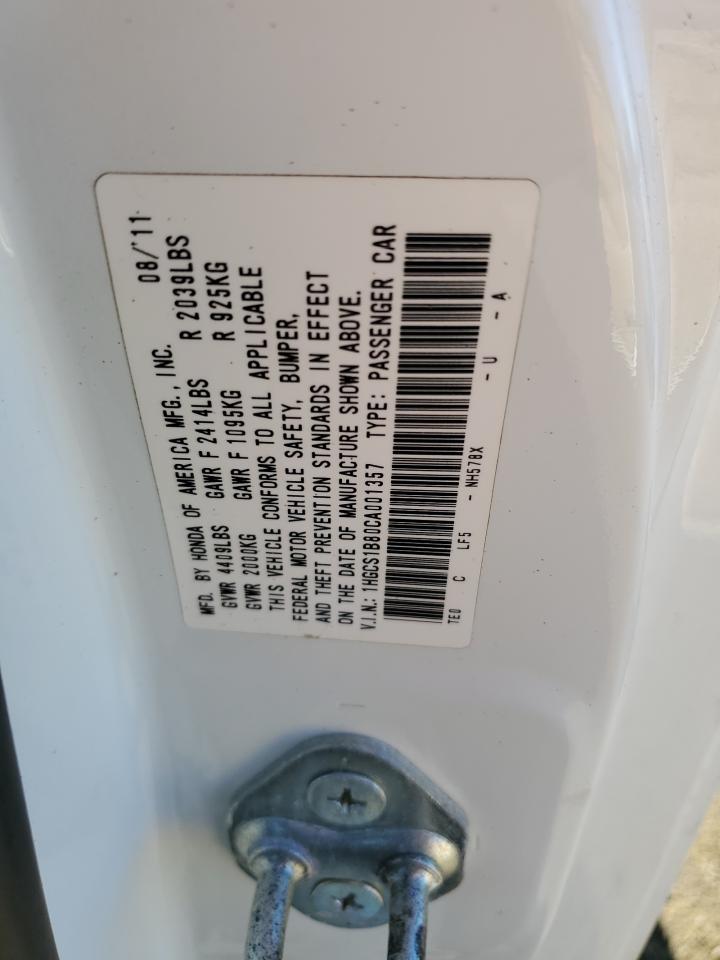 MFD. BY HONDA OF AMERICA MFG., INC. 08/'11
GVWR 4409LBS GAWR F 2414LBS R 2039LBS
GVWR 2000KG GAWR F 1095KG R 925KG
THIS VEHICLE CONFORMS TO ALL APPLICABLE
FEDERAL MOTOR VEHICLE SAFETY, BUMPER,
AND THEFT PREVENTION STANDARDS IN EFFECT
ON THE DATE OF MANUFACTURE SHOWN ABOVE.
V.I.N.: 1HGCS1B80CA001357 TYPE: PASSENGER CAR
TE0 C LF5 - NH578X - U - A